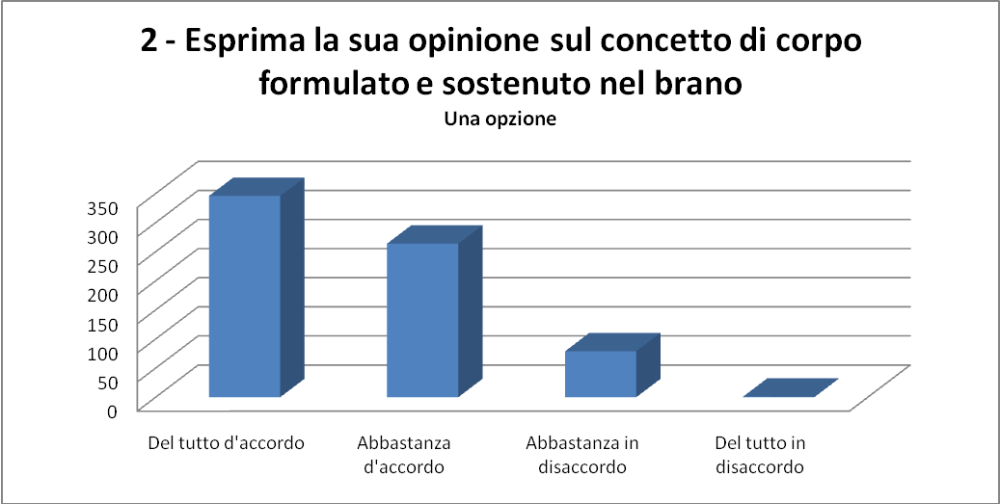 2 - Esprima la sua opinione sul concetto di corpo
formulato e sostenuto nel brano
Una opzione
350
300
250
200
150
100
50
0
Del tutto d'accordo
Abbastanza
d'accordo
Abbastanza in
disaccordo
Del tutto in
disaccordo